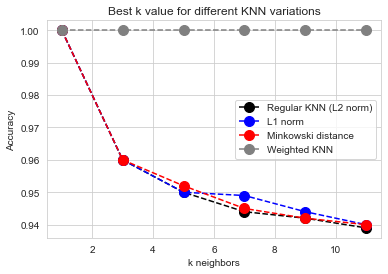 Best k value for different KNN variations
1.00
0.99
0.98
0.97
0.96
0.95
0.94
Accuracy
Regular KNN (L2 norm)
L1 norm
Minkowski distance
Weighted KNN
2 4 6 8 10
k neighbors